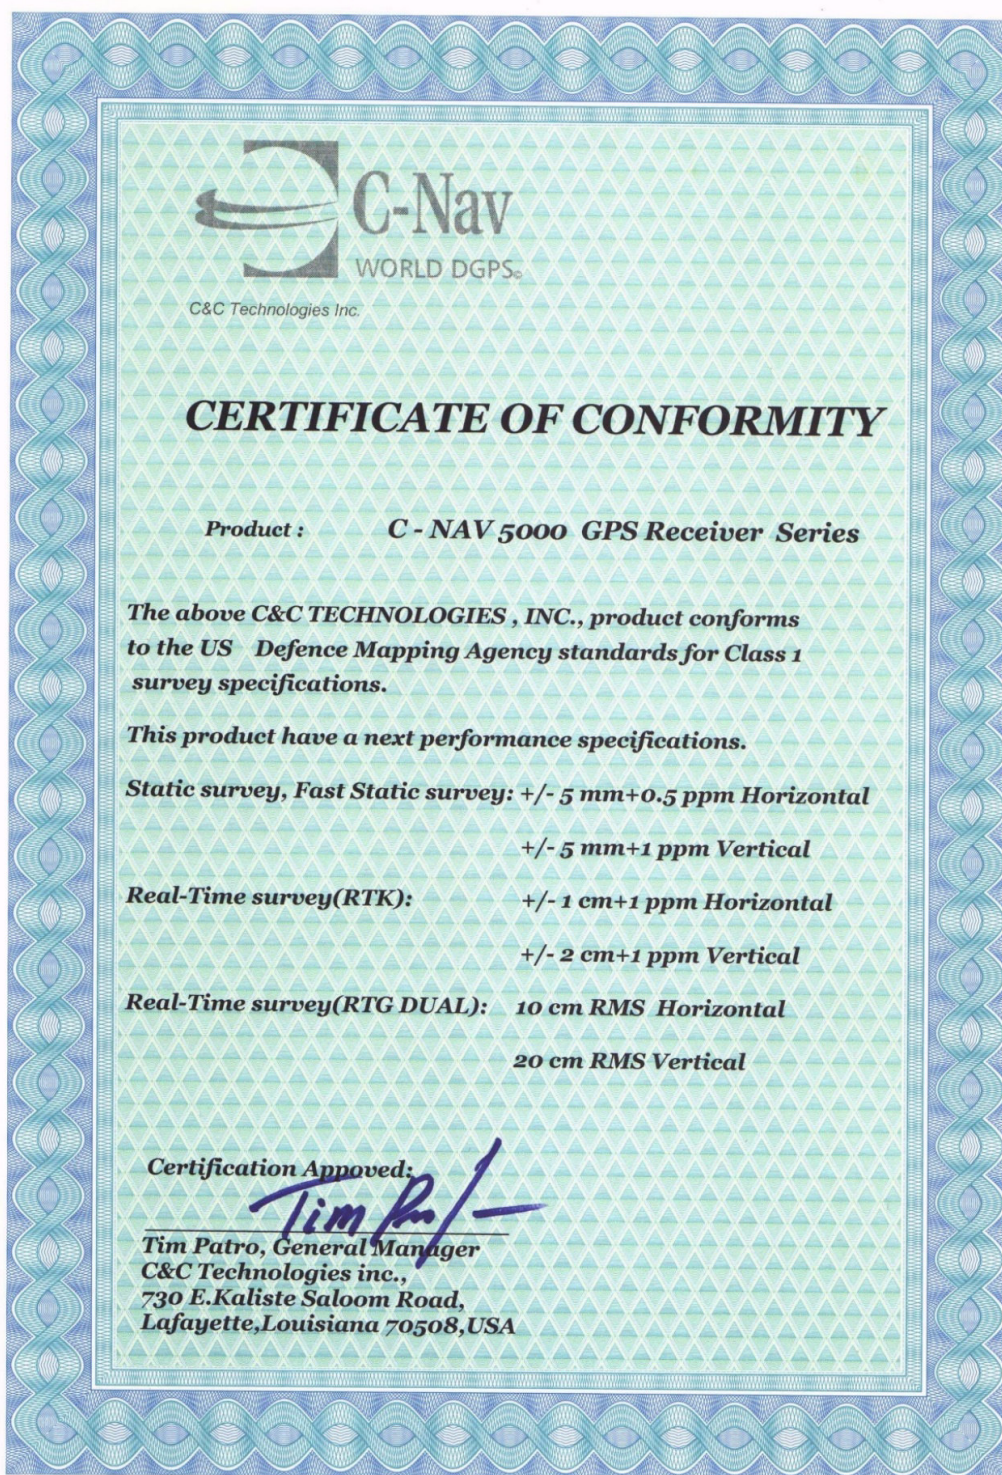 C-Nav
WORLD DGPS©
C&C Technologies Inc.
CERTIFICATE OF CONFORMITY
Product : C - NAV 5000 GPS Receiver Series
The above C&C TECHNOLOGIES , INC., product conforms
to the US Defence Mapping Agency standards for Class 1
survey specifications.
This product have a next performance specifications.
Static survey, Fast Static survey: +/- 5 mm+0.5 ppm Horizontal
+/- 5 mm+1 ppm Vertical
Real-Time survey(RTK): +/- 1 cm+1 ppm Horizontal
+/- 2 cm+1 ppm Vertical
Real-Time survey(RTG DUAL): 10 cm RMS Horizontal
20 cm RMS Vertical
Certification Appoved:
Tim
Tim Patro, General Manager
C&C Technologies inc.,
730 E.Kaliste Saloom Road,
Lafayette,Louisiana 70508,USA